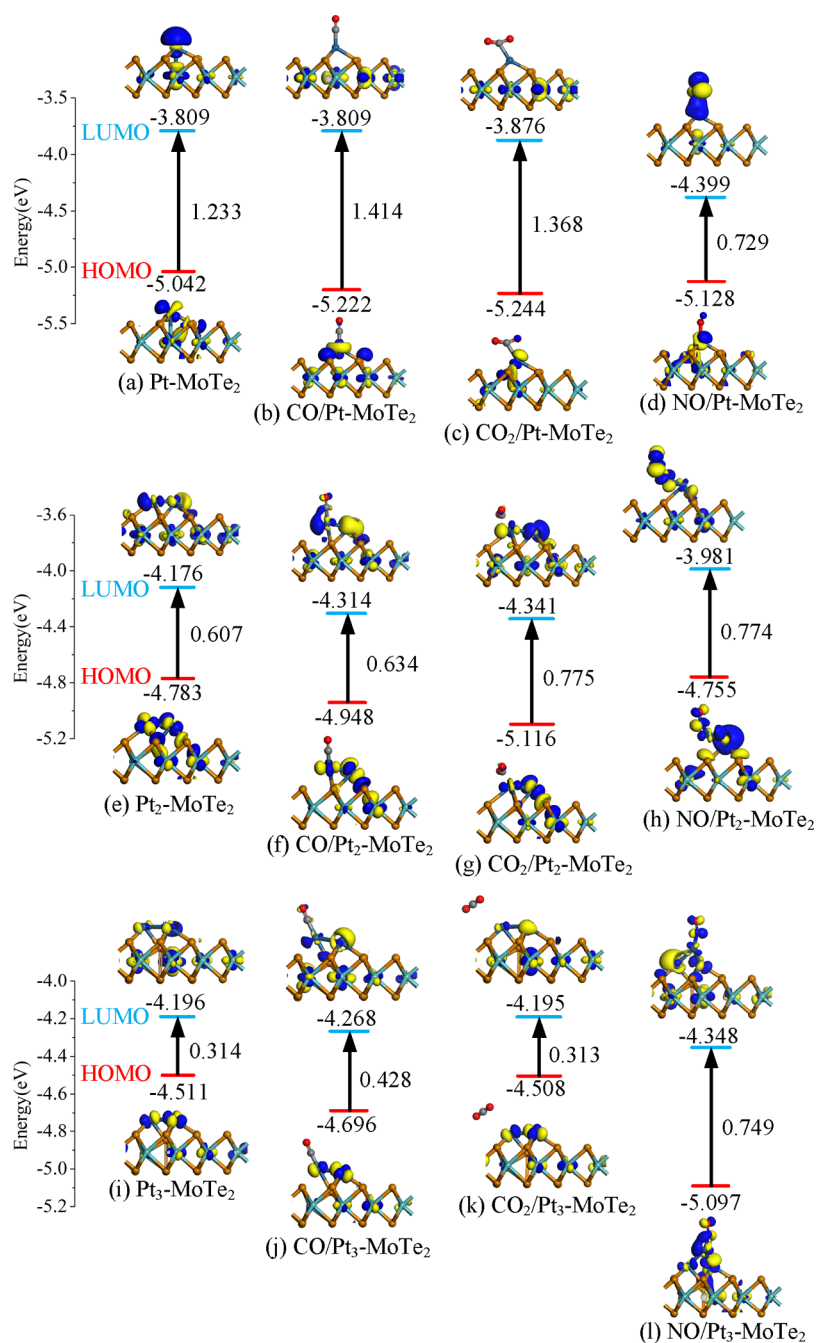 -3.5
-4.0
-4.5
-5.0
-5.5
Energy(eV)
LUMO
HOMO
-3.809
1.233
-5.042
(a) Pt-MoTe₂
-3.809
1.414
-5.222
(b) CO/Pt-MoTe₂
-3.876
1.368
-5.244
(c) CO₂/Pt-MoTe₂
-4.399
0.729
-5.128
(d) NO/Pt-MoTe₂
-3.6
-4.0
-4.4
-4.8
-5.2
Energy(eV)
LUMO
HOMO
-4.176
0.607
-4.783
(e) Pt₂-MoTe₂
-4.314
0.634
-4.948
(f) CO/Pt₂-MoTe₂
-4.341
0.775
-5.116
(g) CO₂/Pt₂-MoTe₂
-3.981
0.774
-4.755
(h) NO/Pt₂-MoTe₂
-4.0
-4.2
-4.4
-4.6
-4.8
-5.0
-5.2
Energy(eV)
LUMO
HOMO
-4.196
0.314
-4.511
(i) Pt₃-MoTe₂
-4.268
0.428
-4.696
(j) CO/Pt₃-MoTe₂
-4.195
0.313
-4.508
(k) CO₂/Pt₃-MoTe₂
-4.348
0.749
-5.097
(l) NO/Pt₃-MoTe₂